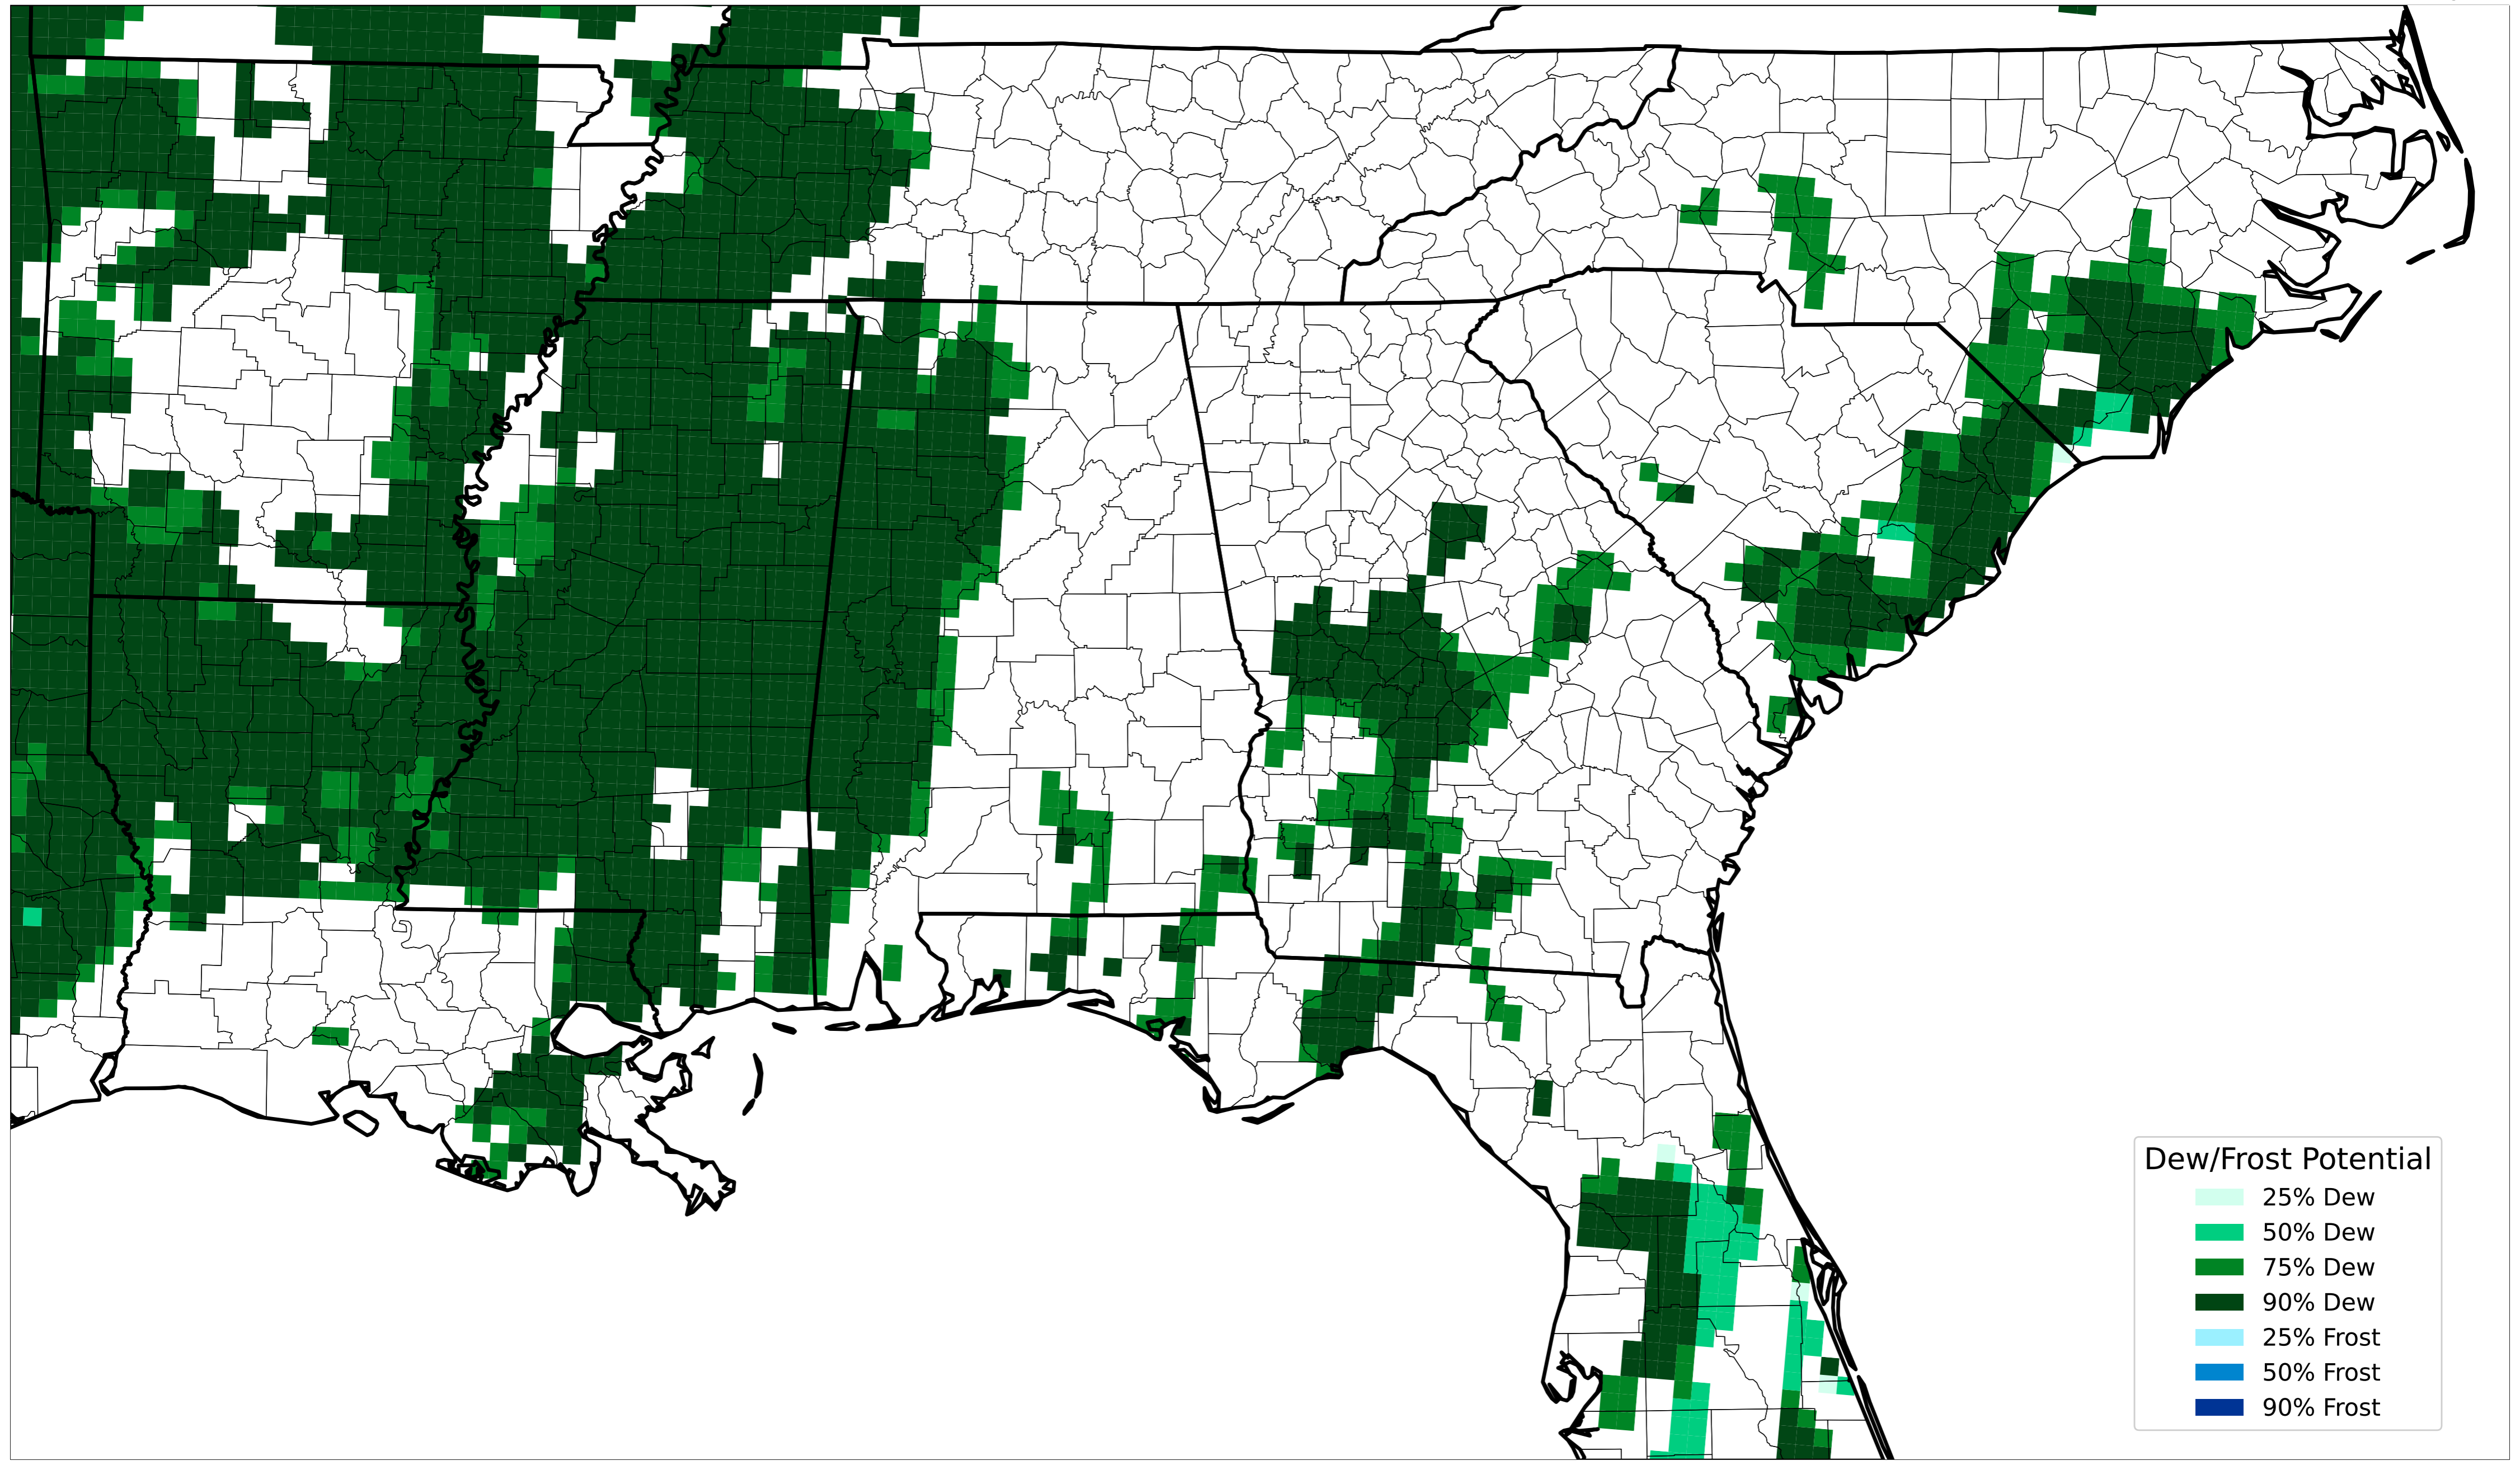 Dew/Frost Potential
25% Dew
50% Dew
75% Dew
90% Dew
25% Frost
50% Frost
90% Frost